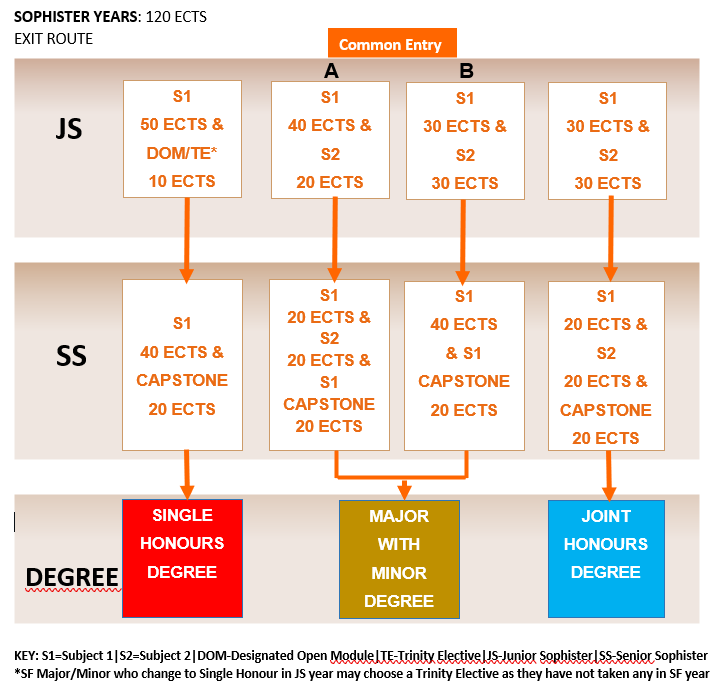 SOPHISTER YEARS: 120 ECTS
EXIT ROUTE
Common Entry
A
B
JS
S1
50 ECTS &
DOM/TE*
10 ECTS
S1
40 ECTS &
S2
20 ECTS
S1
30 ECTS &
S2
30 ECTS
S1
30 ECTS &
S2
30 ECTS
SS
S1
40 ECTS &
CAPSTONE
20 ECTS
S1
20 ECTS &
S2
20 ECTS &
S1
CAPSTONE
20 ECTS
S1
40 ECTS
& S1
CAPSTONE
20 ECTS
S1
20 ECTS &
S2
20 ECTS &
CAPSTONE
20 ECTS
DEGREE
SINGLE
HONOURS
DEGREE
MAJOR
WITH
MINOR
DEGREE
JOINT
HONOURS
DEGREE
KEY: S1=Subject 1|S2=Subject 2|DOM-Designated Open Module|TE-Trinity Elective|JS-Junior Sophister|SS-Senior Sophister
*SF Major/Minor who change to Single Honour in JS year may choose a Trinity Elective as they have not taken any in SF year